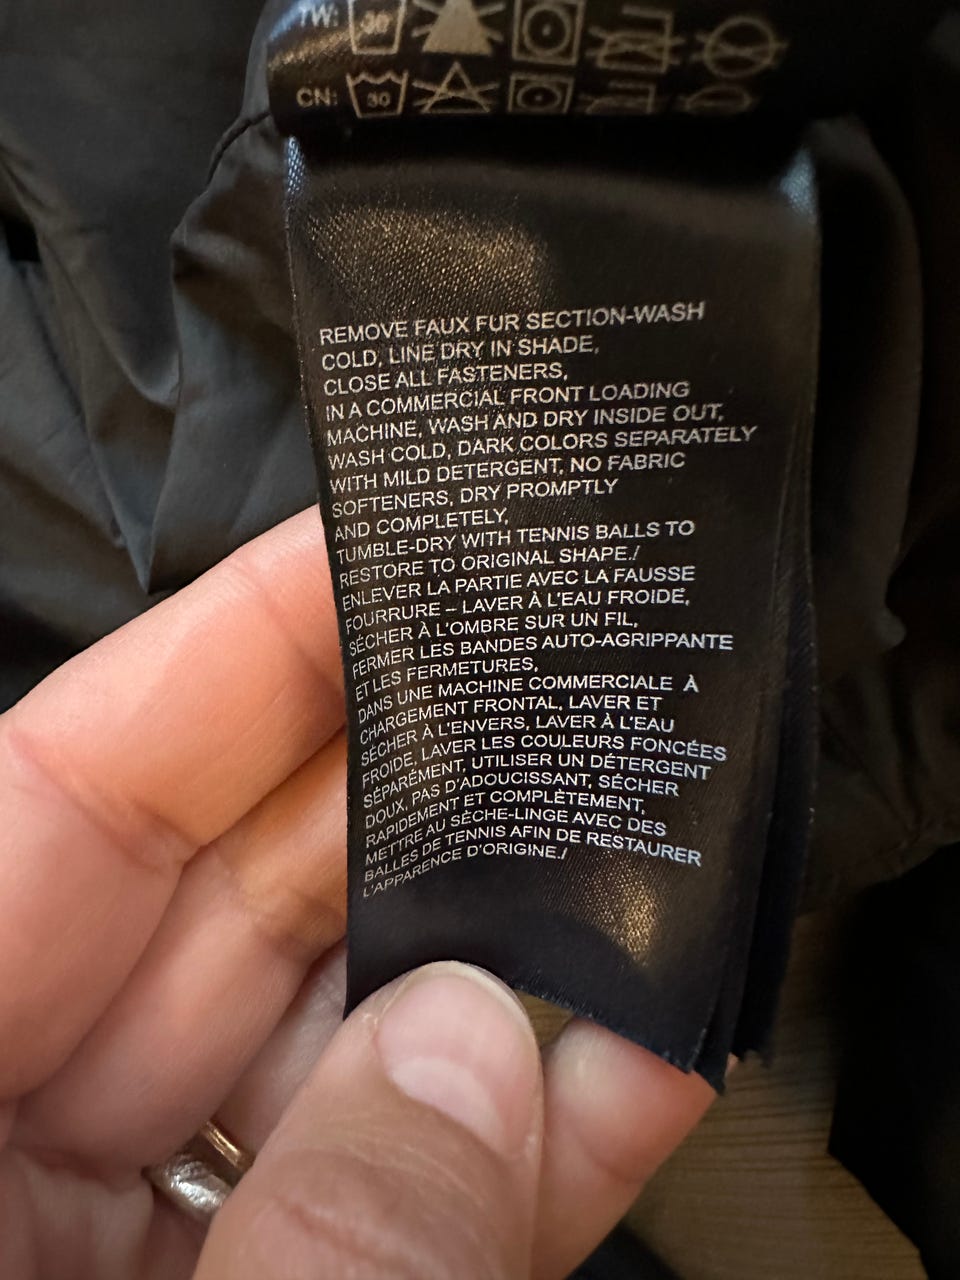 TW: 30
CN: 30
REMOVE FAUX FUR SECTION-WASH
COLD, LINE DRY IN SHADE,
CLOSE ALL FASTENERS,
IN A COMMERCIAL FRONT LOADING
MACHINE, WASH AND DRY INSIDE OUT,
WASH COLD, DARK COLORS SEPARATELY
WITH MILD DETERGENT, NO FABRIC
SOFTENERS, DRY PROMPTLY
AND COMPLETELY,
TUMBLE-DRY WITH TENNIS BALLS TO
RESTORE TO ORIGINAL SHAPE./
ENLEVER LA PARTIE AVEC LA FAUSSE
FOURRURE – LAVER À L'EAU FROIDE,
SÉCHER À L'OMBRE SUR UN FIL,
FERMER LES BANDES AUTO-AGRIPPANTE
ET LES FERMETURES,
DANS UNE MACHINE COMMERCIALE À
CHARGEMENT FRONTAL, LAVER ET
SÉCHER À L'ENVERS, LAVER À L'EAU
FROIDE, LAVER LES COULEURS FONCÉES
SÉPARÉMENT, UTILISER UN DÉTERGENT
DOUX, PAS D'ADOUCISSANT, SÉCHER
RAPIDEMENT ET COMPLÈTEMENT,
METTRE AU SÈCHE-LINGE AVEC DES
BALLES DE TENNIS AFIN DE RESTAURER
L'APPARENCE D'ORIGINE./